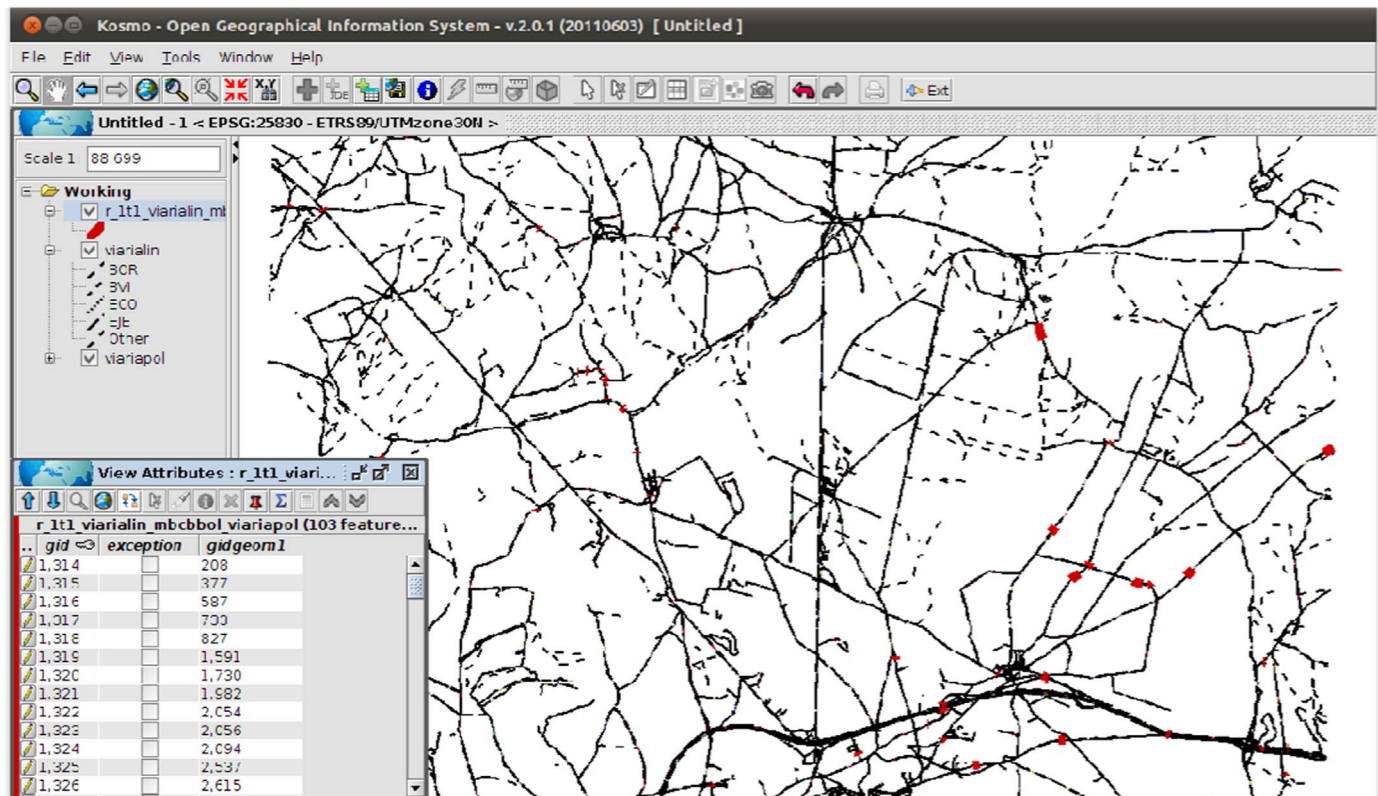 Kosmo - Open Geographical Information System - v.2.0.1 (20110603) [ Untitled ]
File Edit View Tools Window Help
X,Y IDE Ext
Untitled - 1 < EPSG:25830 - ETRS89/UTMzone30N >
Scale 1: 88 699
Working
r_1t1_viarialin_mb
viarialin
BCR
BVI
ECO
EJE
Other
viariapol
View Attributes : r_1t1_viari...
r_1t1_viarialin_mbcbbol_viariapol (103 feature...
.. gid exception gidgeom1
1,314 208
1,315 377
1,316 587
1,317 733
1,318 827
1,319 1,591
1,320 1,730
1,321 1,982
1,322 2,054
1,323 2,056
1,324 2,094
1,325 2,537
1,326 2,615